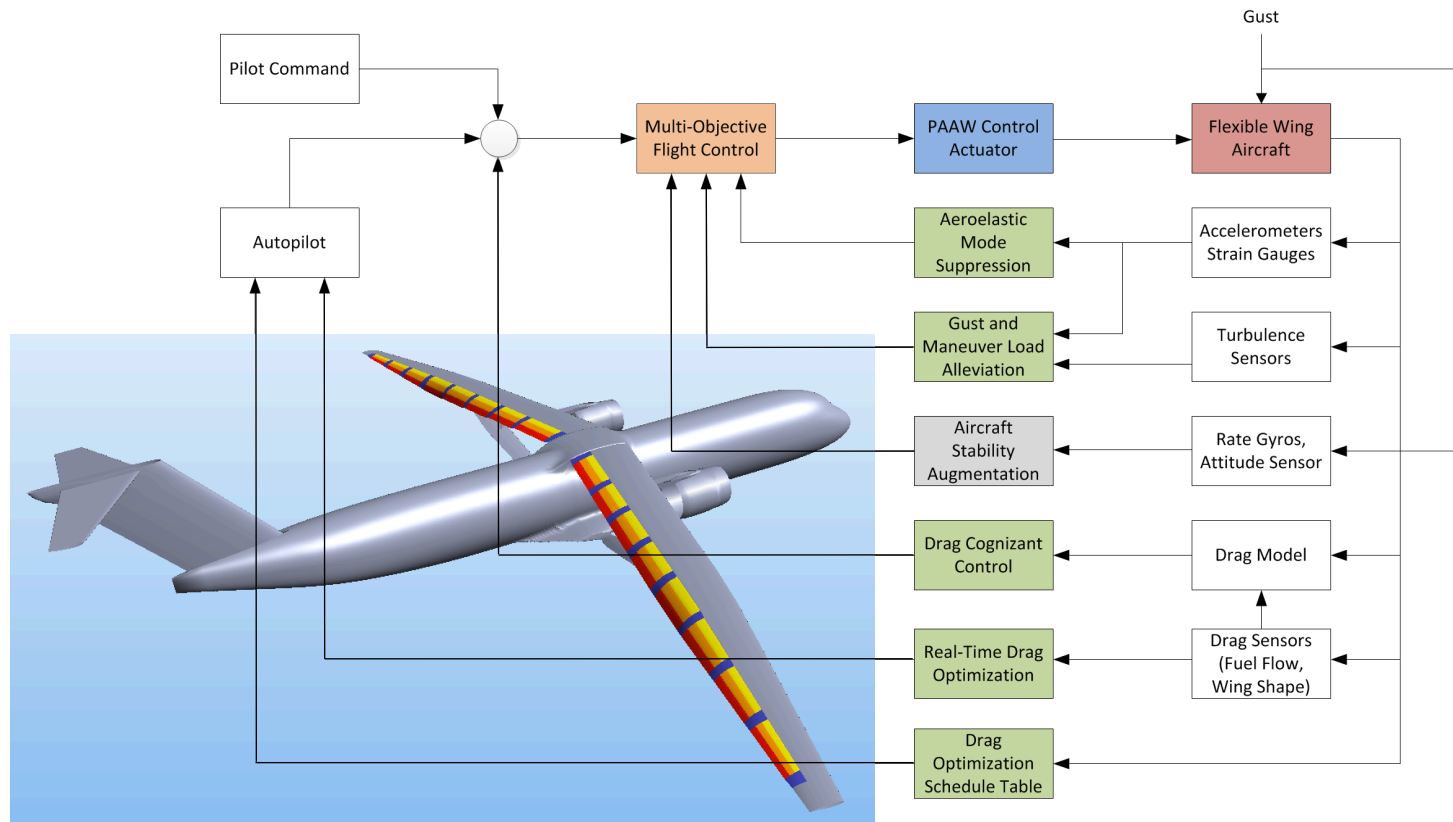 Gust
Pilot Command
Multi-Objective
Flight Control
PAAW Control
Actuator
Flexible Wing
Aircraft
Autopilot
Aeroelastic
Mode
Suppression
Accelerometers
Strain Gauges
Gust and
Maneuver Load
Alleviation
Turbulence
Sensors
Aircraft
Stability
Augmentation
Rate Gyros,
Attitude Sensor
Drag Cognizant
Control
Drag Model
Real-Time Drag
Optimization
Drag Sensors
(Fuel Flow,
Wing Shape)
Drag
Optimization
Schedule Table